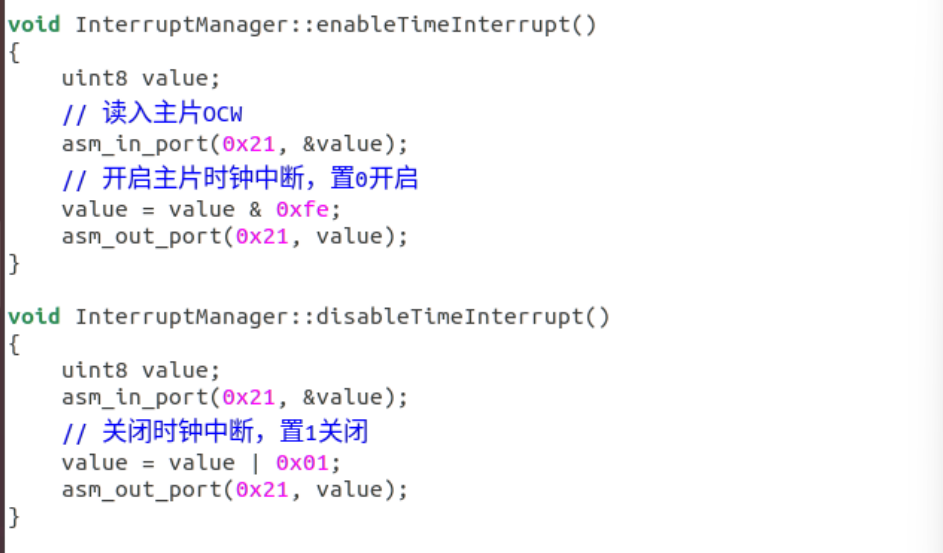 void InterruptManager::enableTimeInterrupt()
{
    uint8 value;
    // 读入主片OCW
    asm_in_port(0x21, &value);
    // 开启主片时钟中断，置0开启
    value = value & 0xfe;
    asm_out_port(0x21, value);
}

void InterruptManager::disableTimeInterrupt()
{
    uint8 value;
    asm_in_port(0x21, &value);
    // 关闭时钟中断，置1关闭
    value = value | 0x01;
    asm_out_port(0x21, value);
}